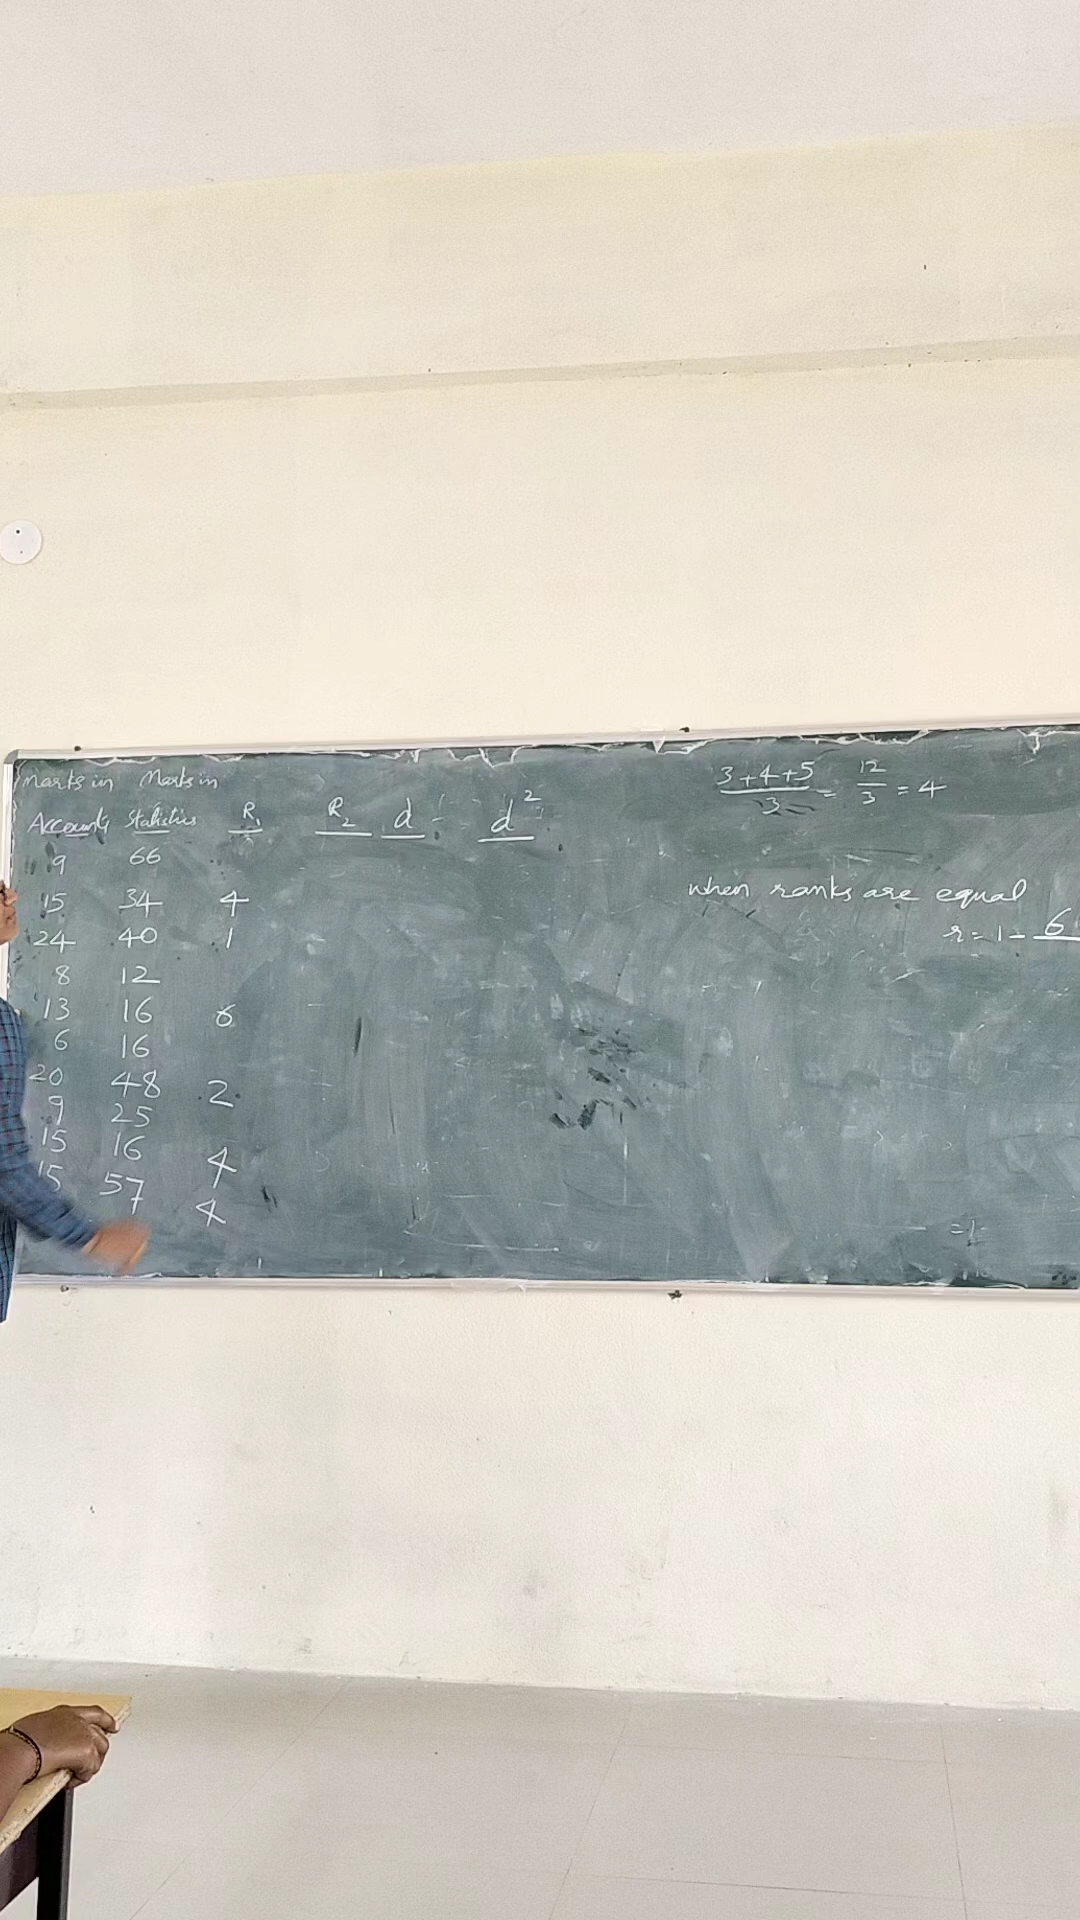 Marks in Marks in
Accounts Statistics R₁ R₂ d d²
9 66
15 34 4
24 40 1
8 12
13 16 6
6 16
20 48 2
9 25
15 16 4
15 57 4
3+4+5/3 = 12/3 = 4
when ranks are equal
r = 1 - 6
= 1-